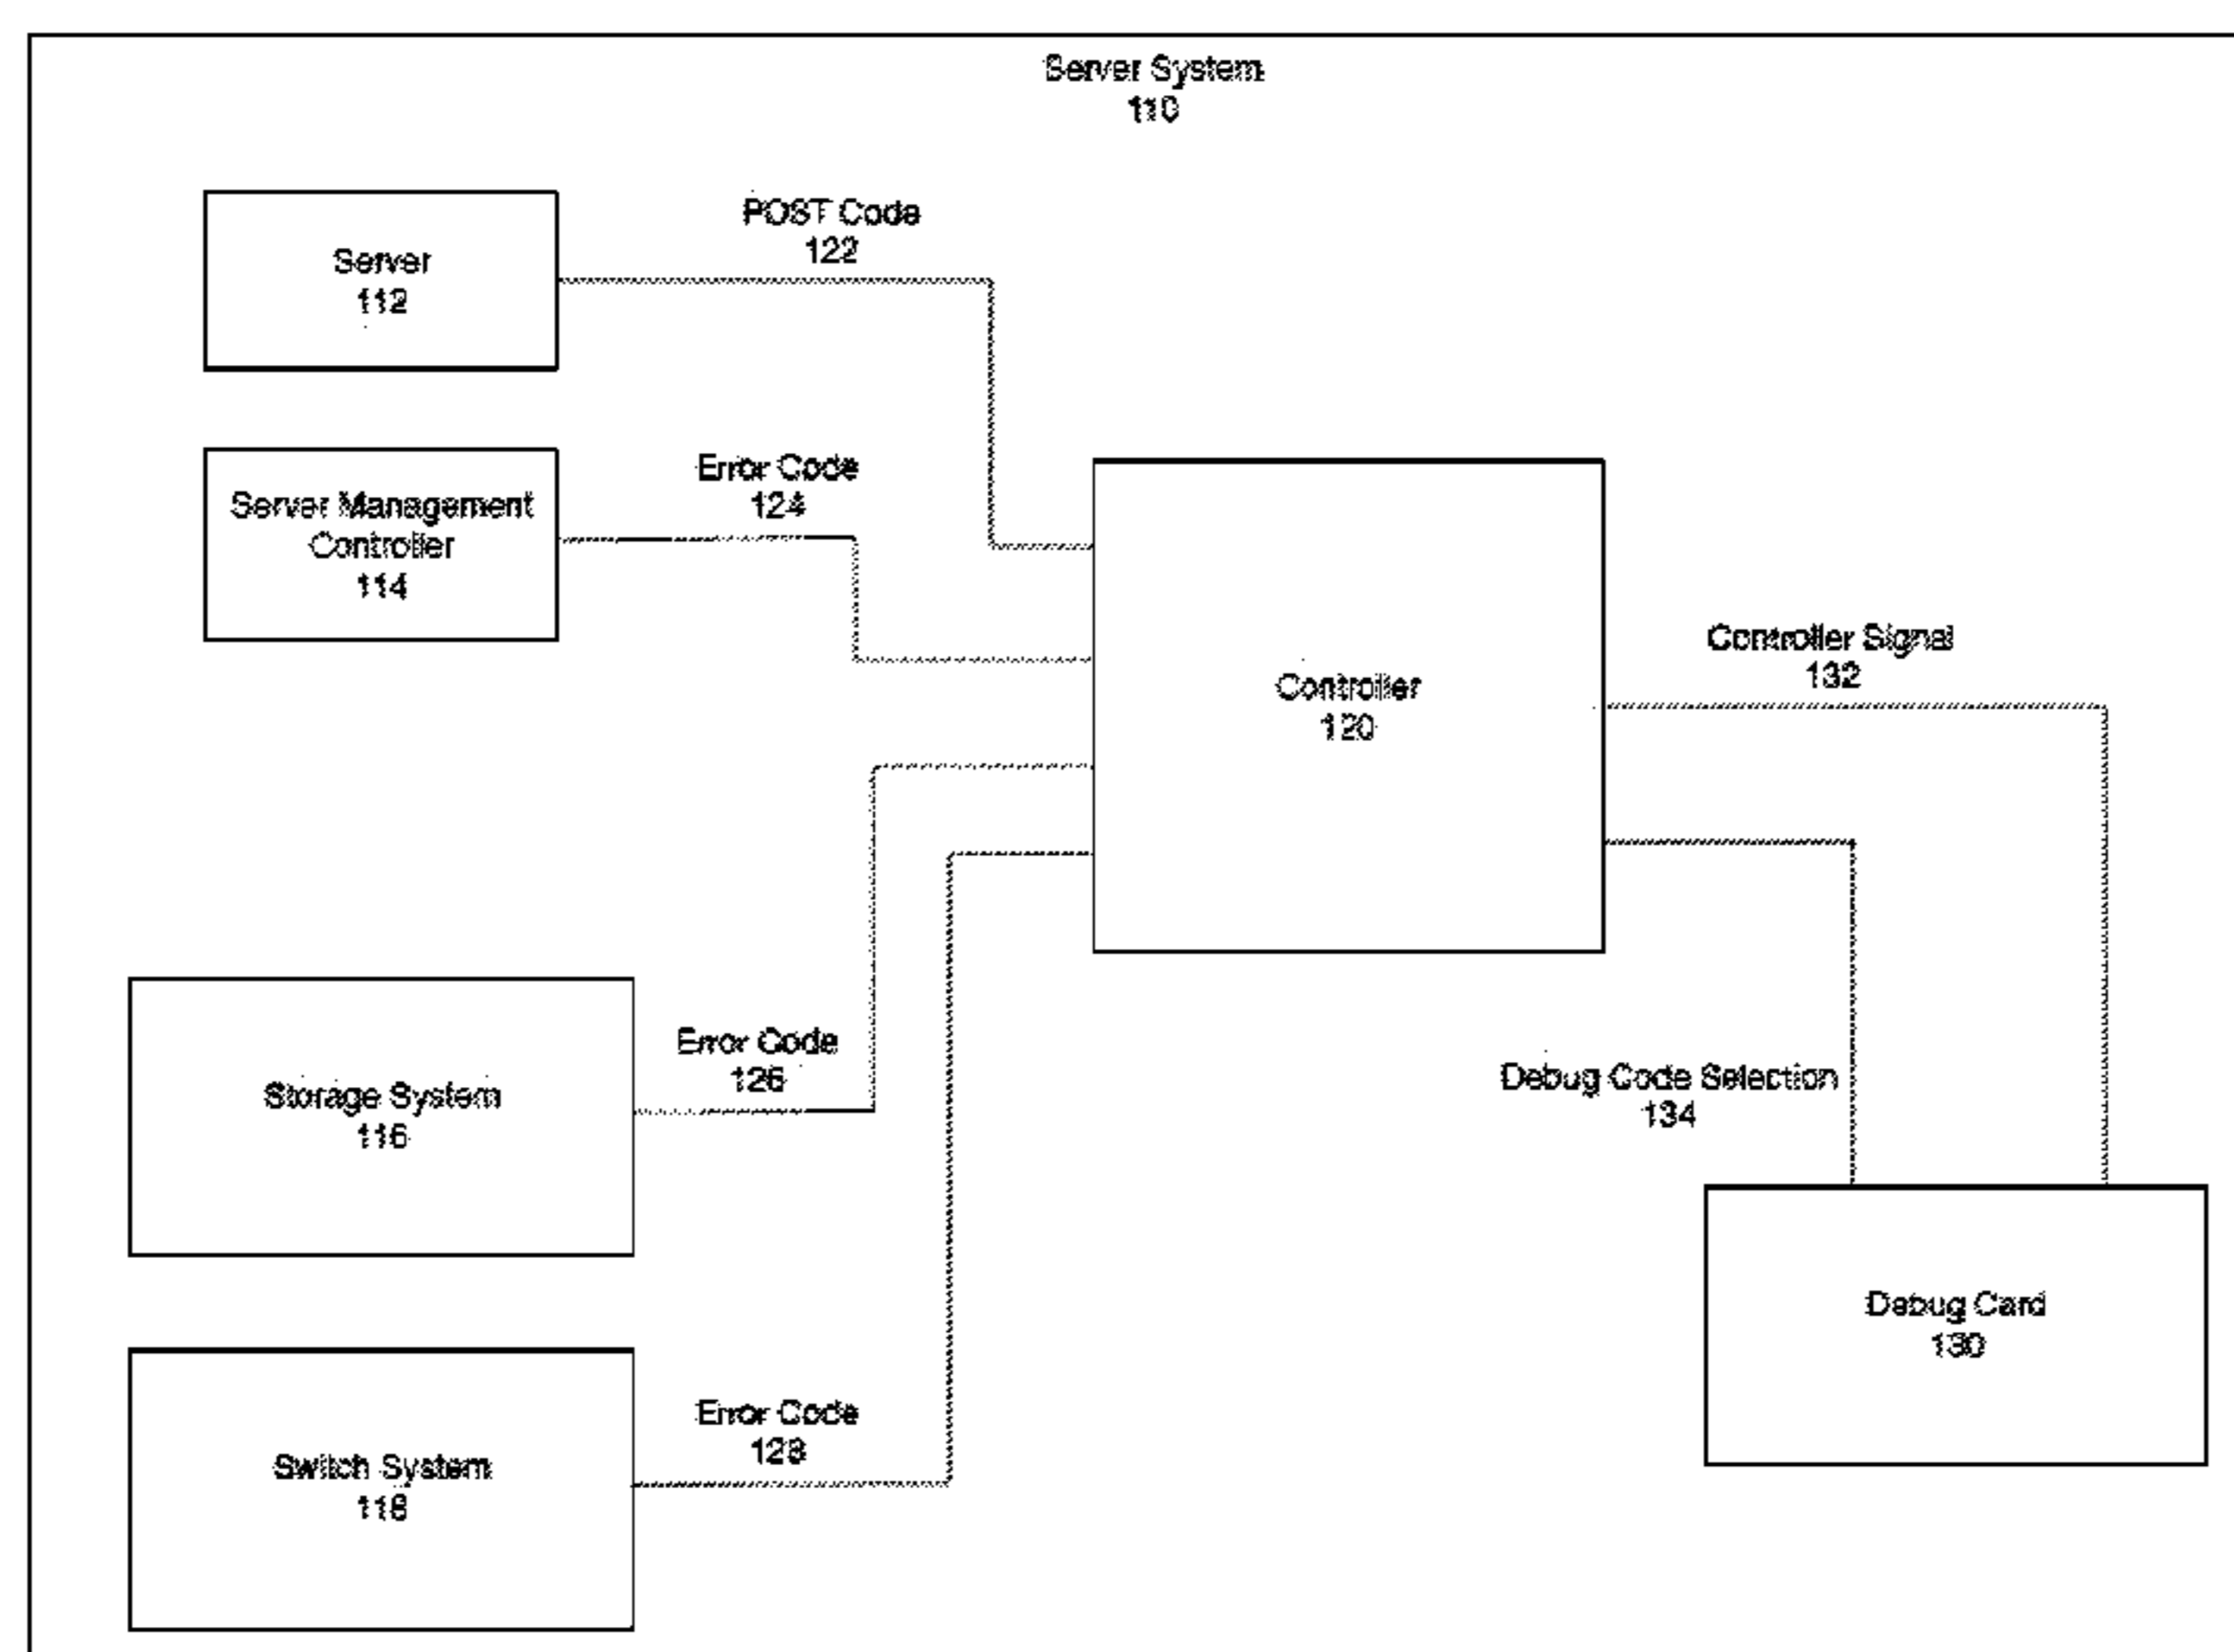 Server System
110
POST Code
122
Server
112
Error Code
124
Server Management
Controller
114
Controller Signal
132
Controller
120
Error Code
126
Storage System
116
Debug Code Selection
134
Debug Card
130
Error Code
128
Switch System
118